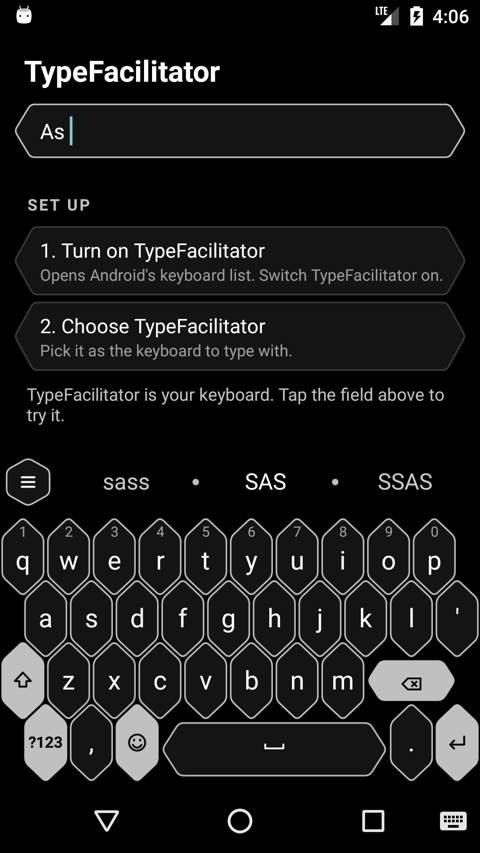 LTE 4:06
TypeFacilitator
As
SET UP
1. Turn on TypeFacilitator
Opens Android's keyboard list. Switch TypeFacilitator on.
2. Choose TypeFacilitator
Pick it as the keyboard to type with.
TypeFacilitator is your keyboard. Tap the field above to
try it.
sass • SAS • SSAS
1 2 3 4 5 6 7 8 9 0
q w e r t y u i o p
a s d f g h j k l '
z x c v b n m
?123 , .